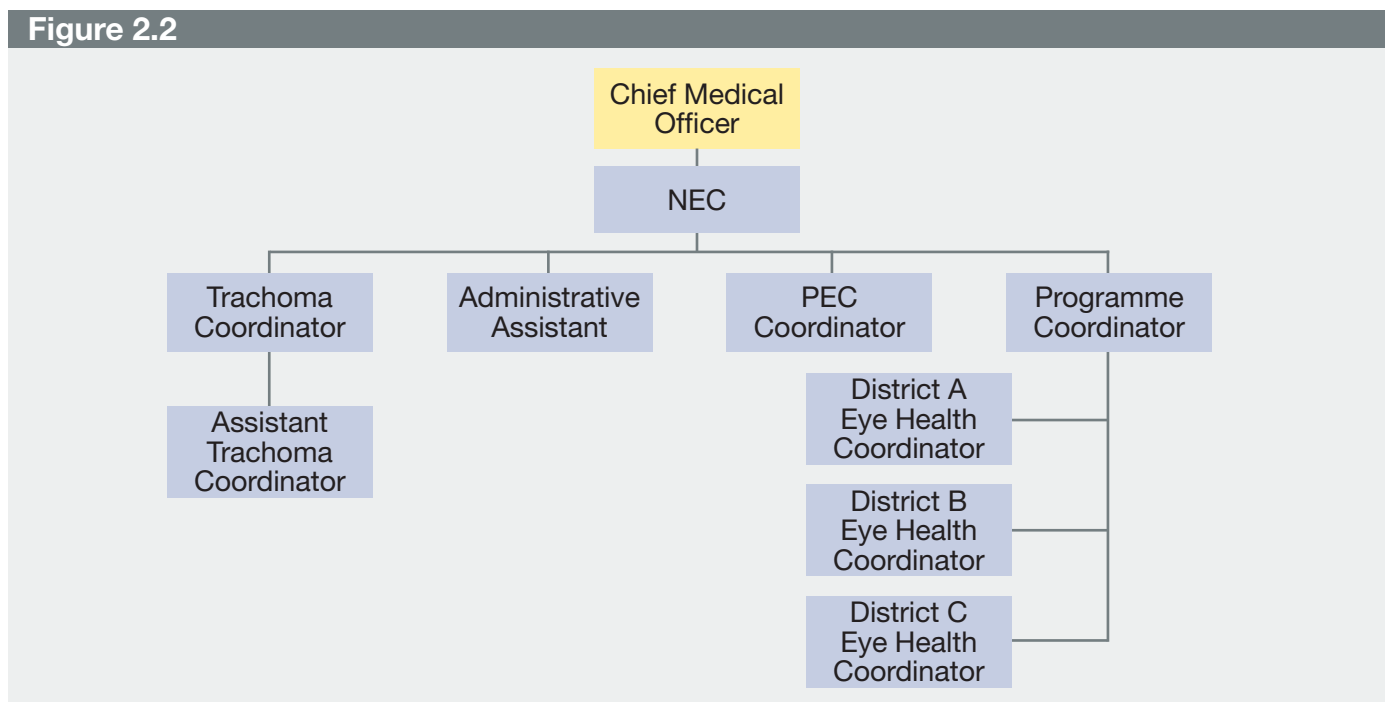 Figure 2.2
Chief Medical
Officer
NEC
Trachoma
Coordinator
Administrative
Assistant
PEC
Coordinator
Programme
Coordinator
Assistant
Trachoma
Coordinator
District A
Eye Health
Coordinator
District B
Eye Health
Coordinator
District C
Eye Health
Coordinator